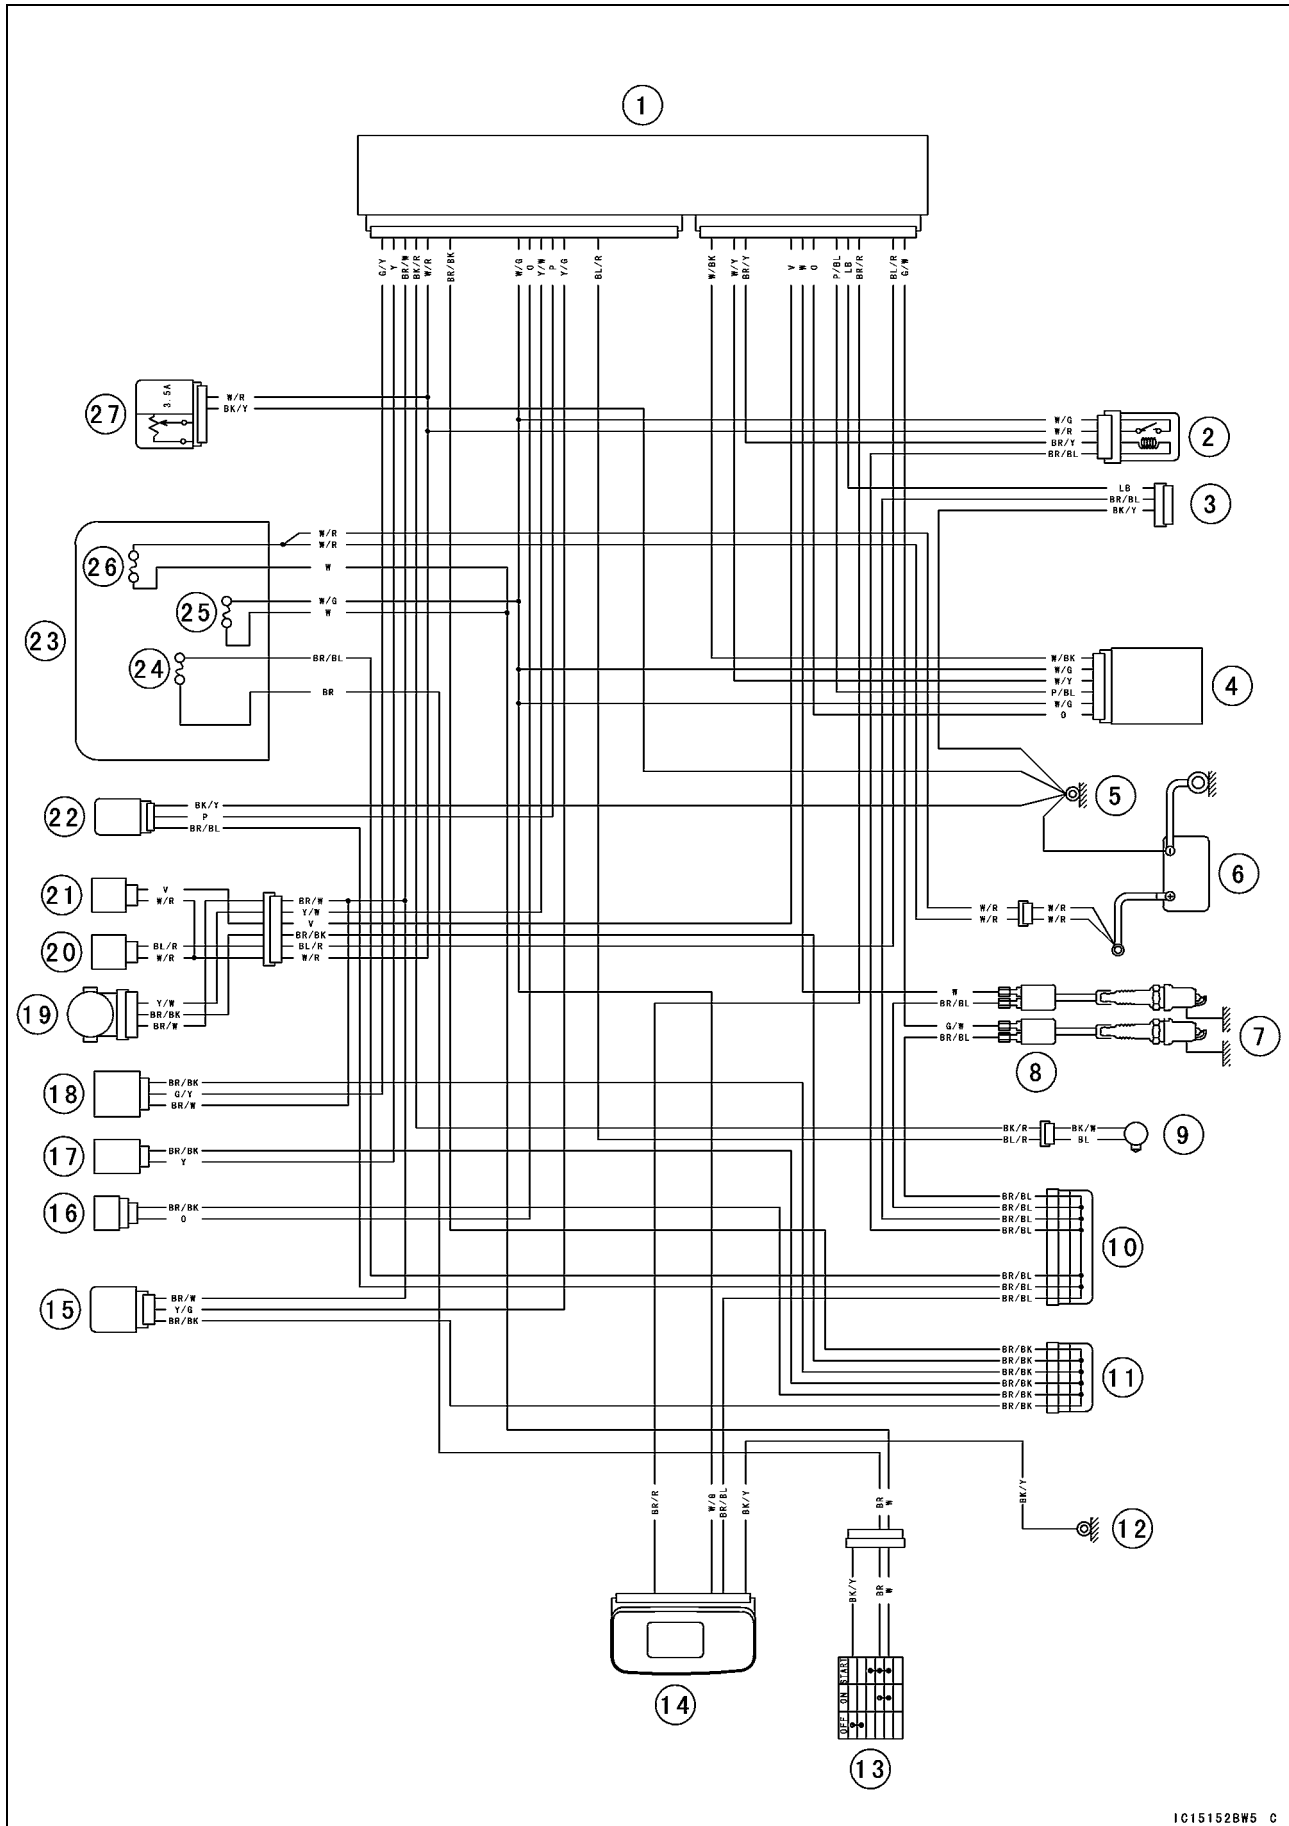 1
G/Y Y BR/W BK/R W/R BR/BK W/G O Y/W P Y/G BL/R W/BK W/Y BR/Y V W O P/BL LB BR/R BL/R G/W
27
3.5A
W/R
BK/Y
W/G
W/R
BR/Y
BR/BL
2
LB
BR/BL
BK/Y
3
W/R
W/R
26
W
25
W/G
W
23
24
BR/BL
BR
W/BK
W/G
W/Y
P/BL
W/G
O
4
5
22
BK/Y
P
BR/BL
6
21
V
W/R
BR/W
Y/W
V
BR/BK
BL/R
W/R
20
BL/R
W/R
W/R W/R
W/R W/R
19
Y/W
BR/BK
BR/W
W
BR/BL
G/W
BR/BL
7
8
18
BR/BK
G/Y
BR/W
17
BR/BK
Y
BK/R BK/W
BL/R BL
9
16
BR/BK
O
BR/BL
BR/BL
BR/BL
BR/BL
BR/BL
BR/BL
BR/BL
10
15
BR/W
Y/G
BR/BK
BR/BK
BR/BK
BR/BK
BR/BK
BR/BK
BR/BK
11
BR/R W/G BR/BL BK/Y BR W BK/Y
12
BK/Y BR W
START
ON
OFF
14
13
IC15152BW5 C